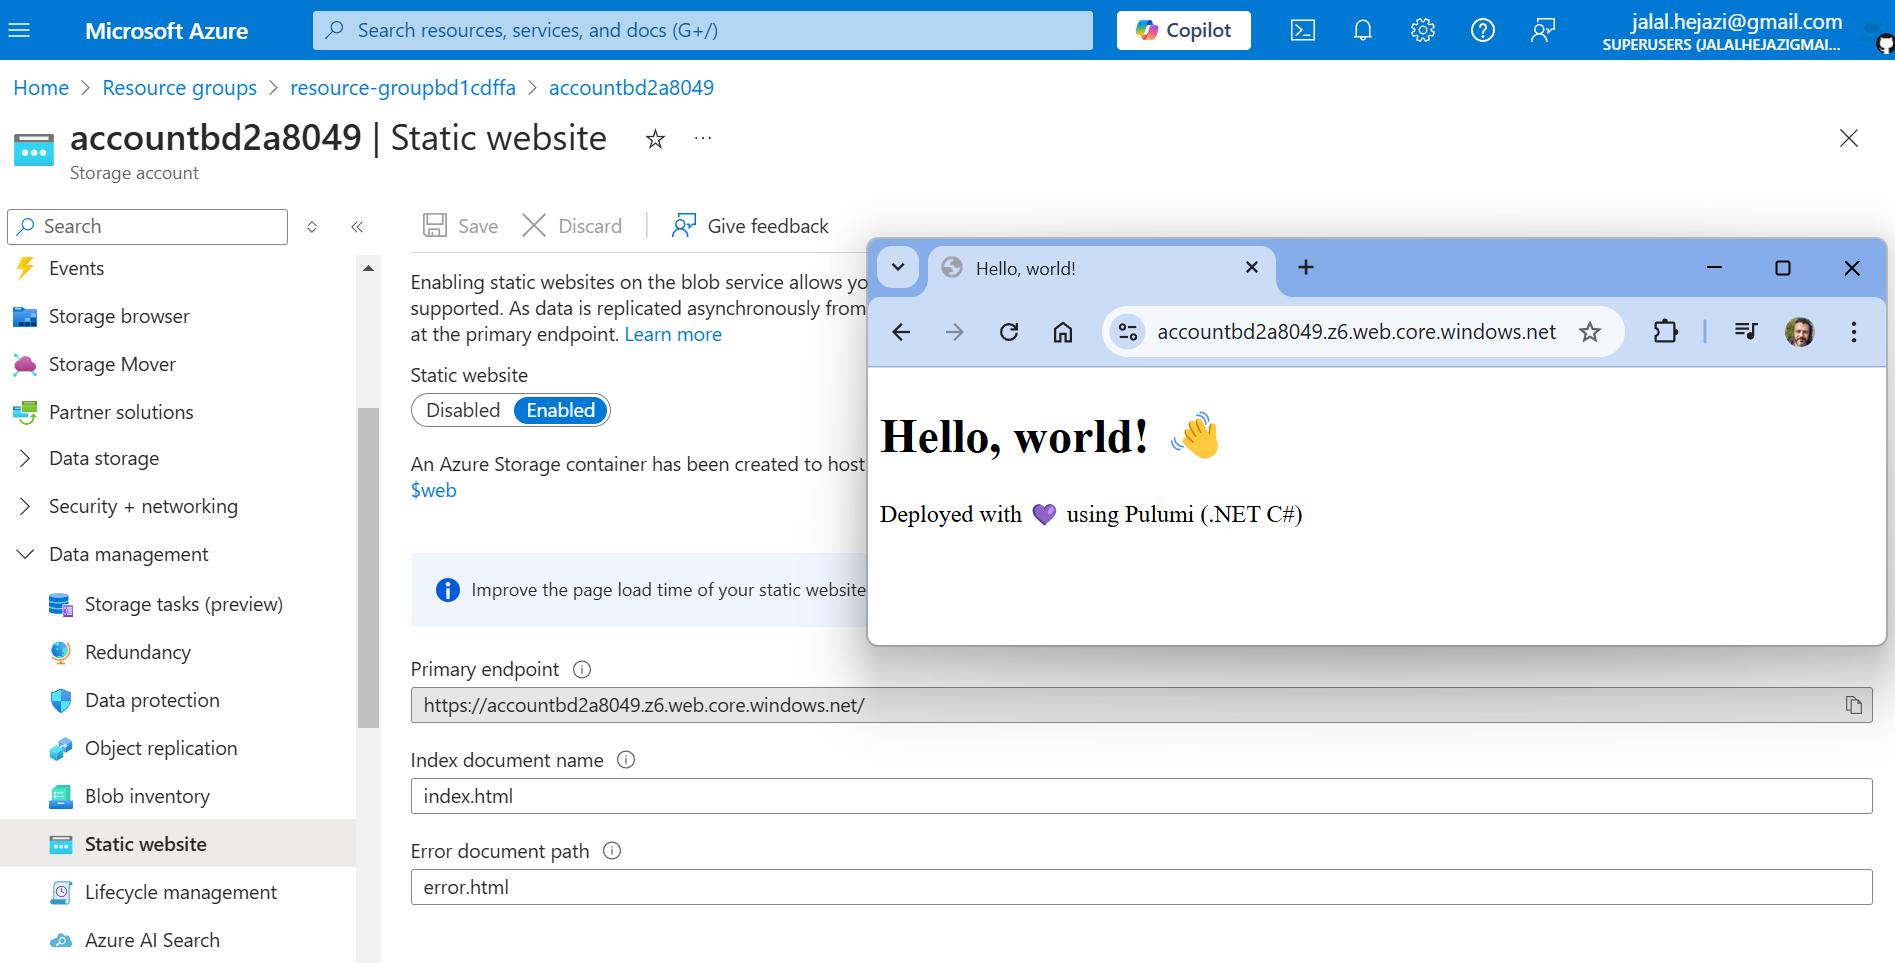 Microsoft Azure
Search resources, services, and docs (G+/)
Copilot
jalal.hejazi@gmail.com
SUPERUSERS (JALALHEJAZIGMAI...
Home > Resource groups > resource-groupbd1cdffa > accountbd2a8049
accountbd2a8049 | Static website
Storage account
Search
Save
Discard
Give feedback
Events
Storage browser
Storage Mover
Partner solutions
Data storage
Security + networking
Data management
Storage tasks (preview)
Redundancy
Data protection
Object replication
Blob inventory
Static website
Lifecycle management
Azure AI Search
Enabling static websites on the blob service allows yo
supported. As data is replicated asynchronously from
at the primary endpoint. Learn more
Static website
Disabled Enabled
An Azure Storage container has been created to host
$web
Improve the page load time of your static website
Primary endpoint
https://accountbd2a8049.z6.web.core.windows.net/
Index document name
index.html
Error document path
error.html
Hello, world!
accountbd2a8049.z6.web.core.windows.net
Hello, world! 👋
Deployed with 💜 using Pulumi (.NET C#)